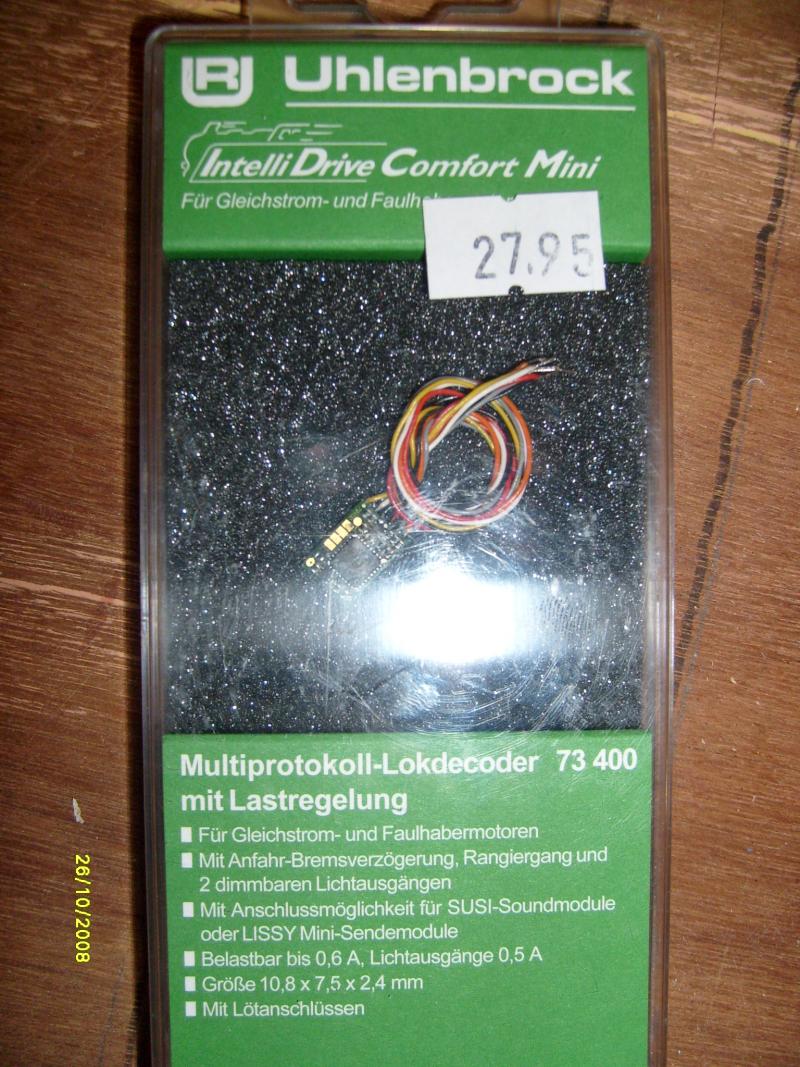 Uhlenbrock
IntelliDrive Comfort Mini
Für Gleichstrom- und
27.95
Multiprotokoll-Lokdecoder 73 400
mit Lastregelung
Für Gleichstrom- und Faulhabermotoren
Mit Anfahr-Bremsverzögerung, Rangiergang und
2 dimmbaren Lichtausgängen
Mit Anschlussmöglichkeit für SUSI-Soundmodule
oder LISSY Mini-Sendemodule
Belastbar bis 0,6 A, Lichtausgänge 0,5 A
Größe 10,8 x 7,5 x 2,4 mm
Mit Lötanschlüssen
26/10/2008